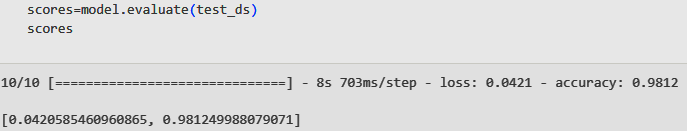 scores=model.evaluate(test_ds)
scores
10/10 [==============================] - 8s 703ms/step - loss: 0.0421 - accuracy: 0.9812
[0.0420585460960865, 0.981249988079071]